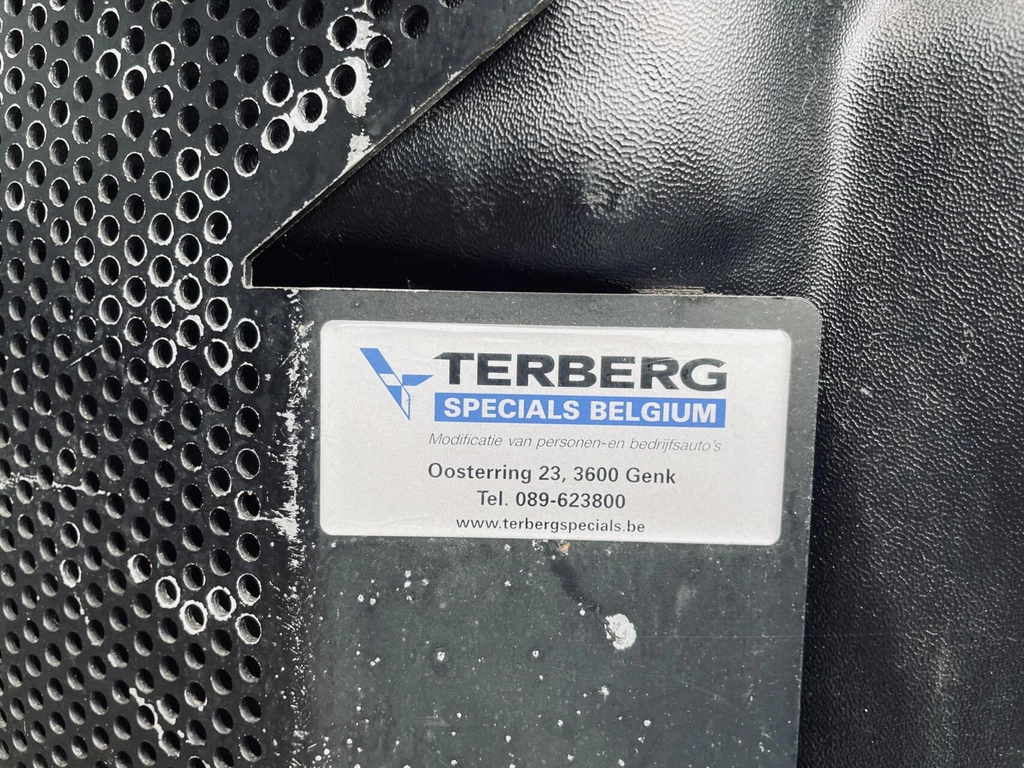 TERBERG
SPECIALS BELGIUM
Modificatie van personen-en bedrijfsauto's
Oosterring 23, 3600 Genk
Tel. 089-623800
www.terbergspecials.be